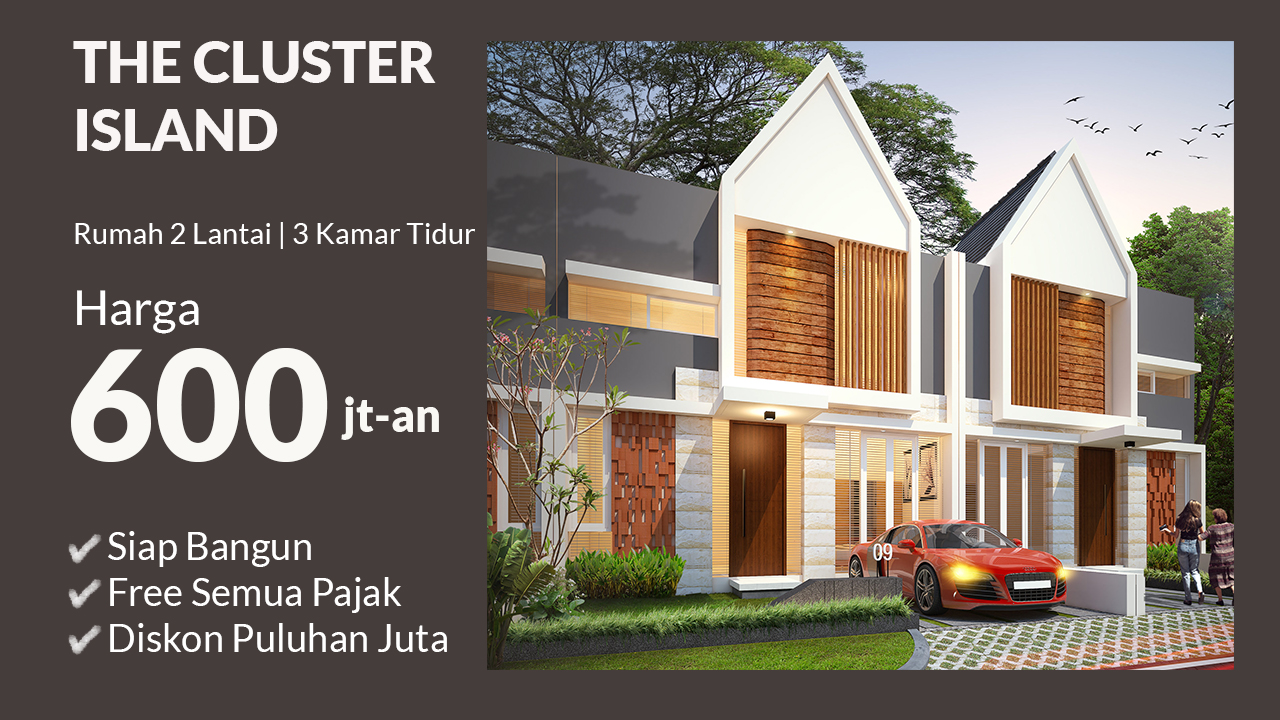 THE CLUSTER
ISLAND
Rumah 2 Lantai | 3 Kamar Tidur
Harga
600 jt-an
Siap Bangun
Free Semua Pajak
Diskon Puluhan Juta
09